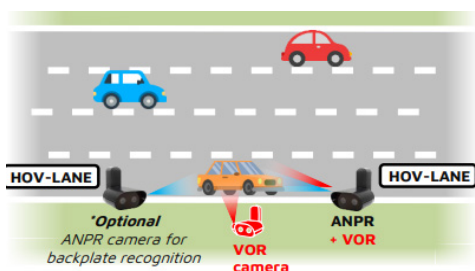 HOV-LANE
HOV-LANE
*Optional
ANPR camera for
backplate recognition
VOR
camera
ANPR
+ VOR